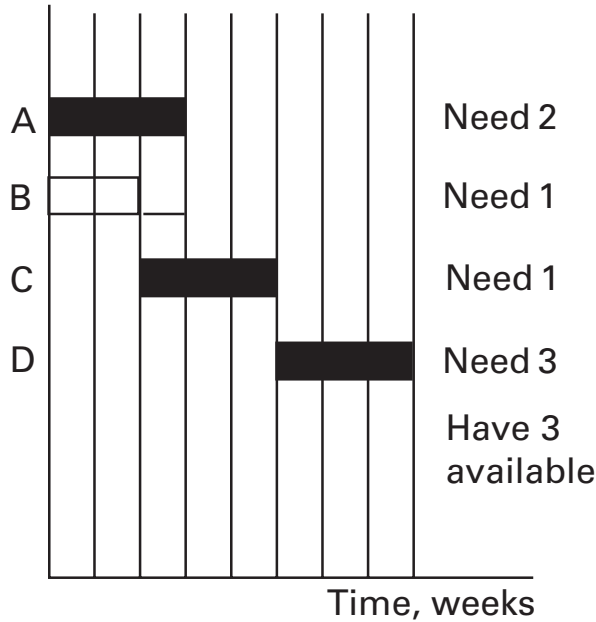 A Need 2
B Need 1
C Need 1
D Need 3
Have 3
available
Time, weeks